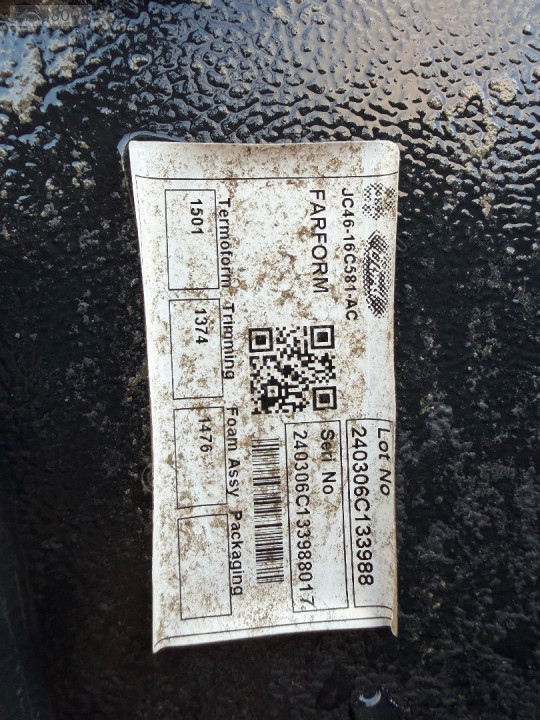 JC46-16C581-AC
FARFORM
Lot No
240306C133988
Seri No
240306C133988017
Termoform
1501
Trimming
1374
Foam Assy
1476
Packaging